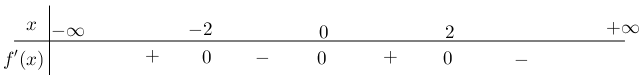 x −∞ −2 0 2 +∞
f′(x) + 0 − 0 + 0 −